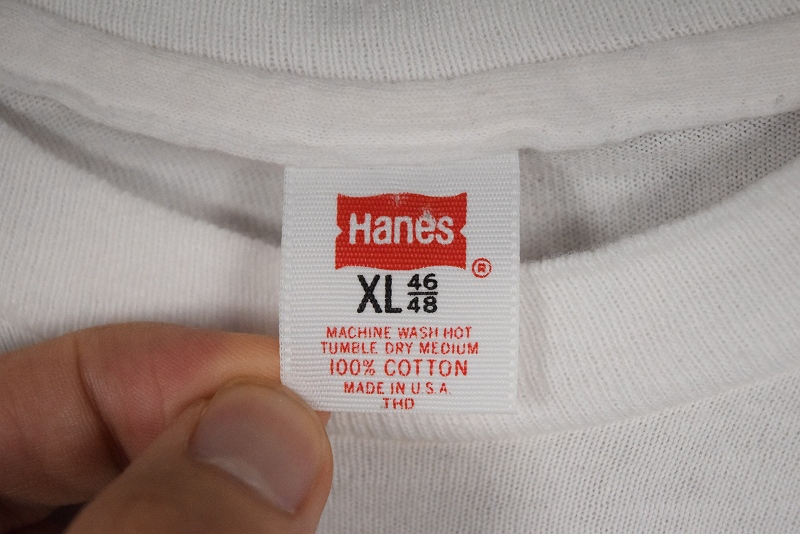 Hanes®
XL 46/48
MACHINE WASH HOT
TUMBLE DRY MEDIUM
100% COTTON
MADE IN U.S.A.
THD